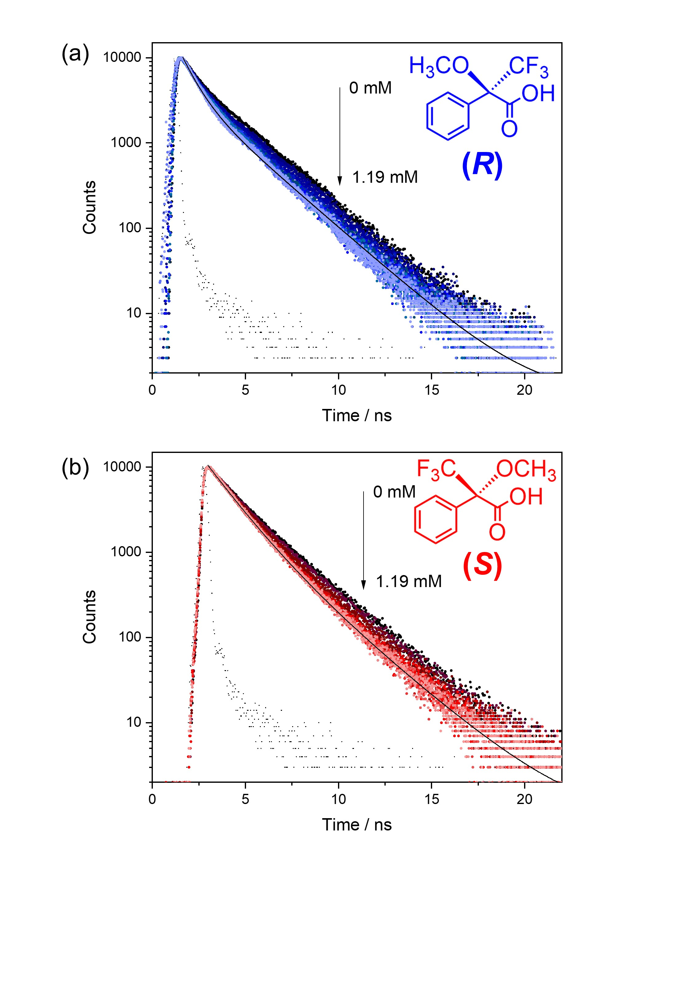 (a)
10000
1000
100
10
Counts
0 mM
1.19 mM
H3CO
CF3
OH
O
(R)
0
5
10
15
20
Time / ns
(b)
10000
1000
100
10
Counts
0 mM
1.19 mM
F3C
OCH3
OH
O
(S)
0
5
10
15
20
Time / ns